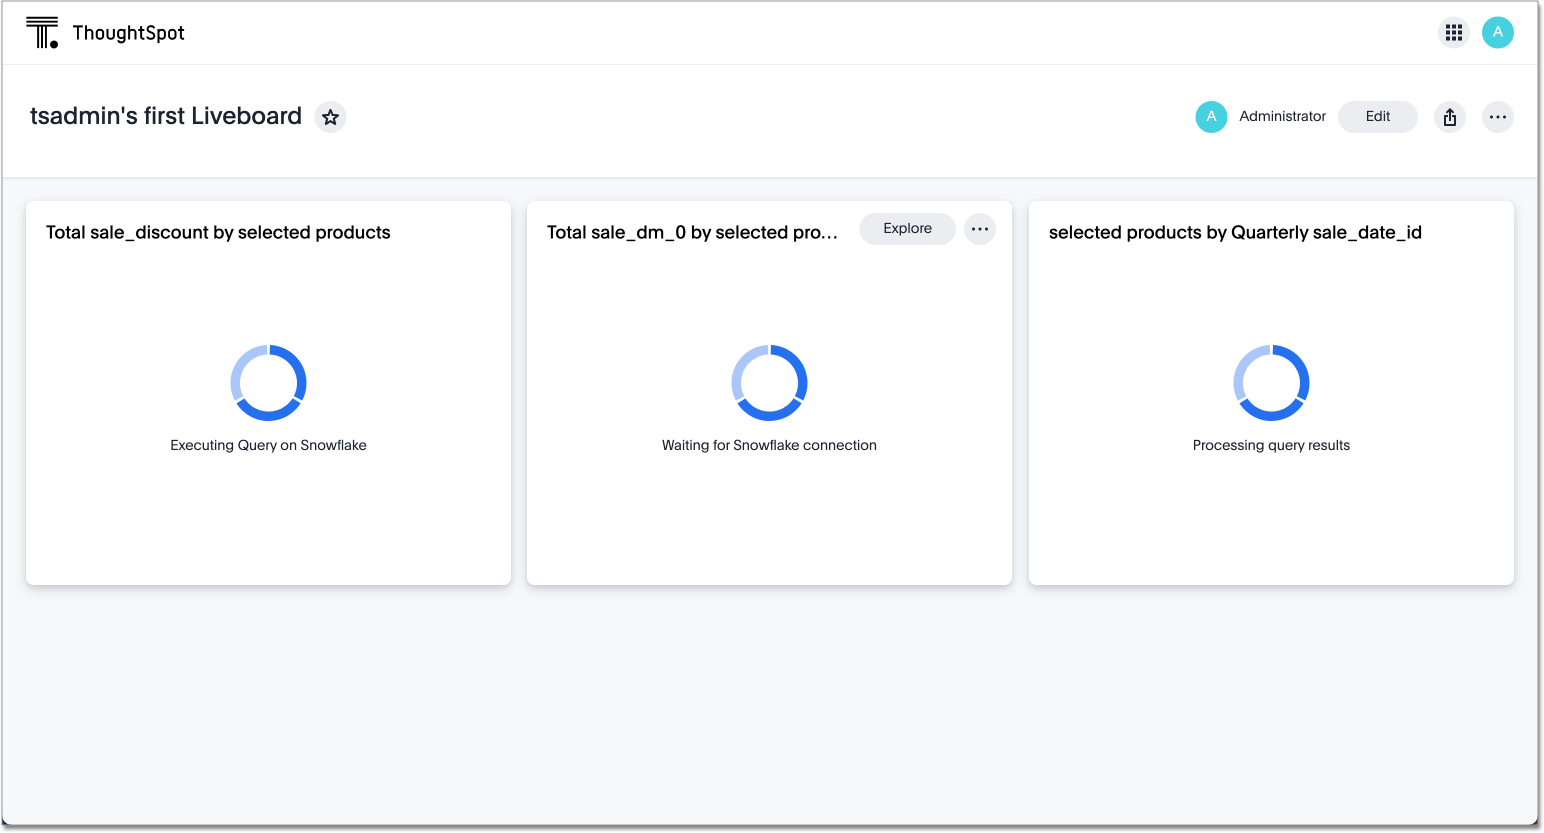 ThoughtSpot
A
tsadmin's first Liveboard
A Administrator Edit
Total sale_discount by selected products
Total sale_dm_0 by selected pro... Explore
selected products by Quarterly sale_date_id
Executing Query on Snowflake
Waiting for Snowflake connection
Processing query results